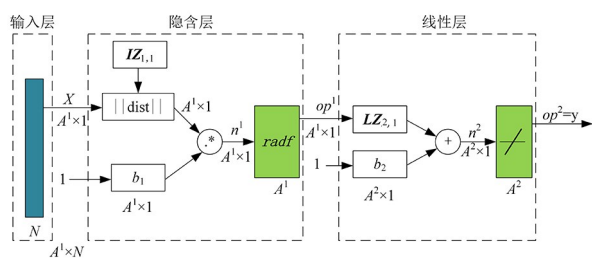 输入层 隐含层 线性层
IZ₁,₁
X
A¹×1
||dist||
A¹×1
.*
n¹
A¹×1
radf
A¹
1
b₁
A¹×1
N
A¹×N
op¹
A¹×1
LZ₂,₁
+
n²
A²×1
1
b₂
A²×1
A²
op²=y